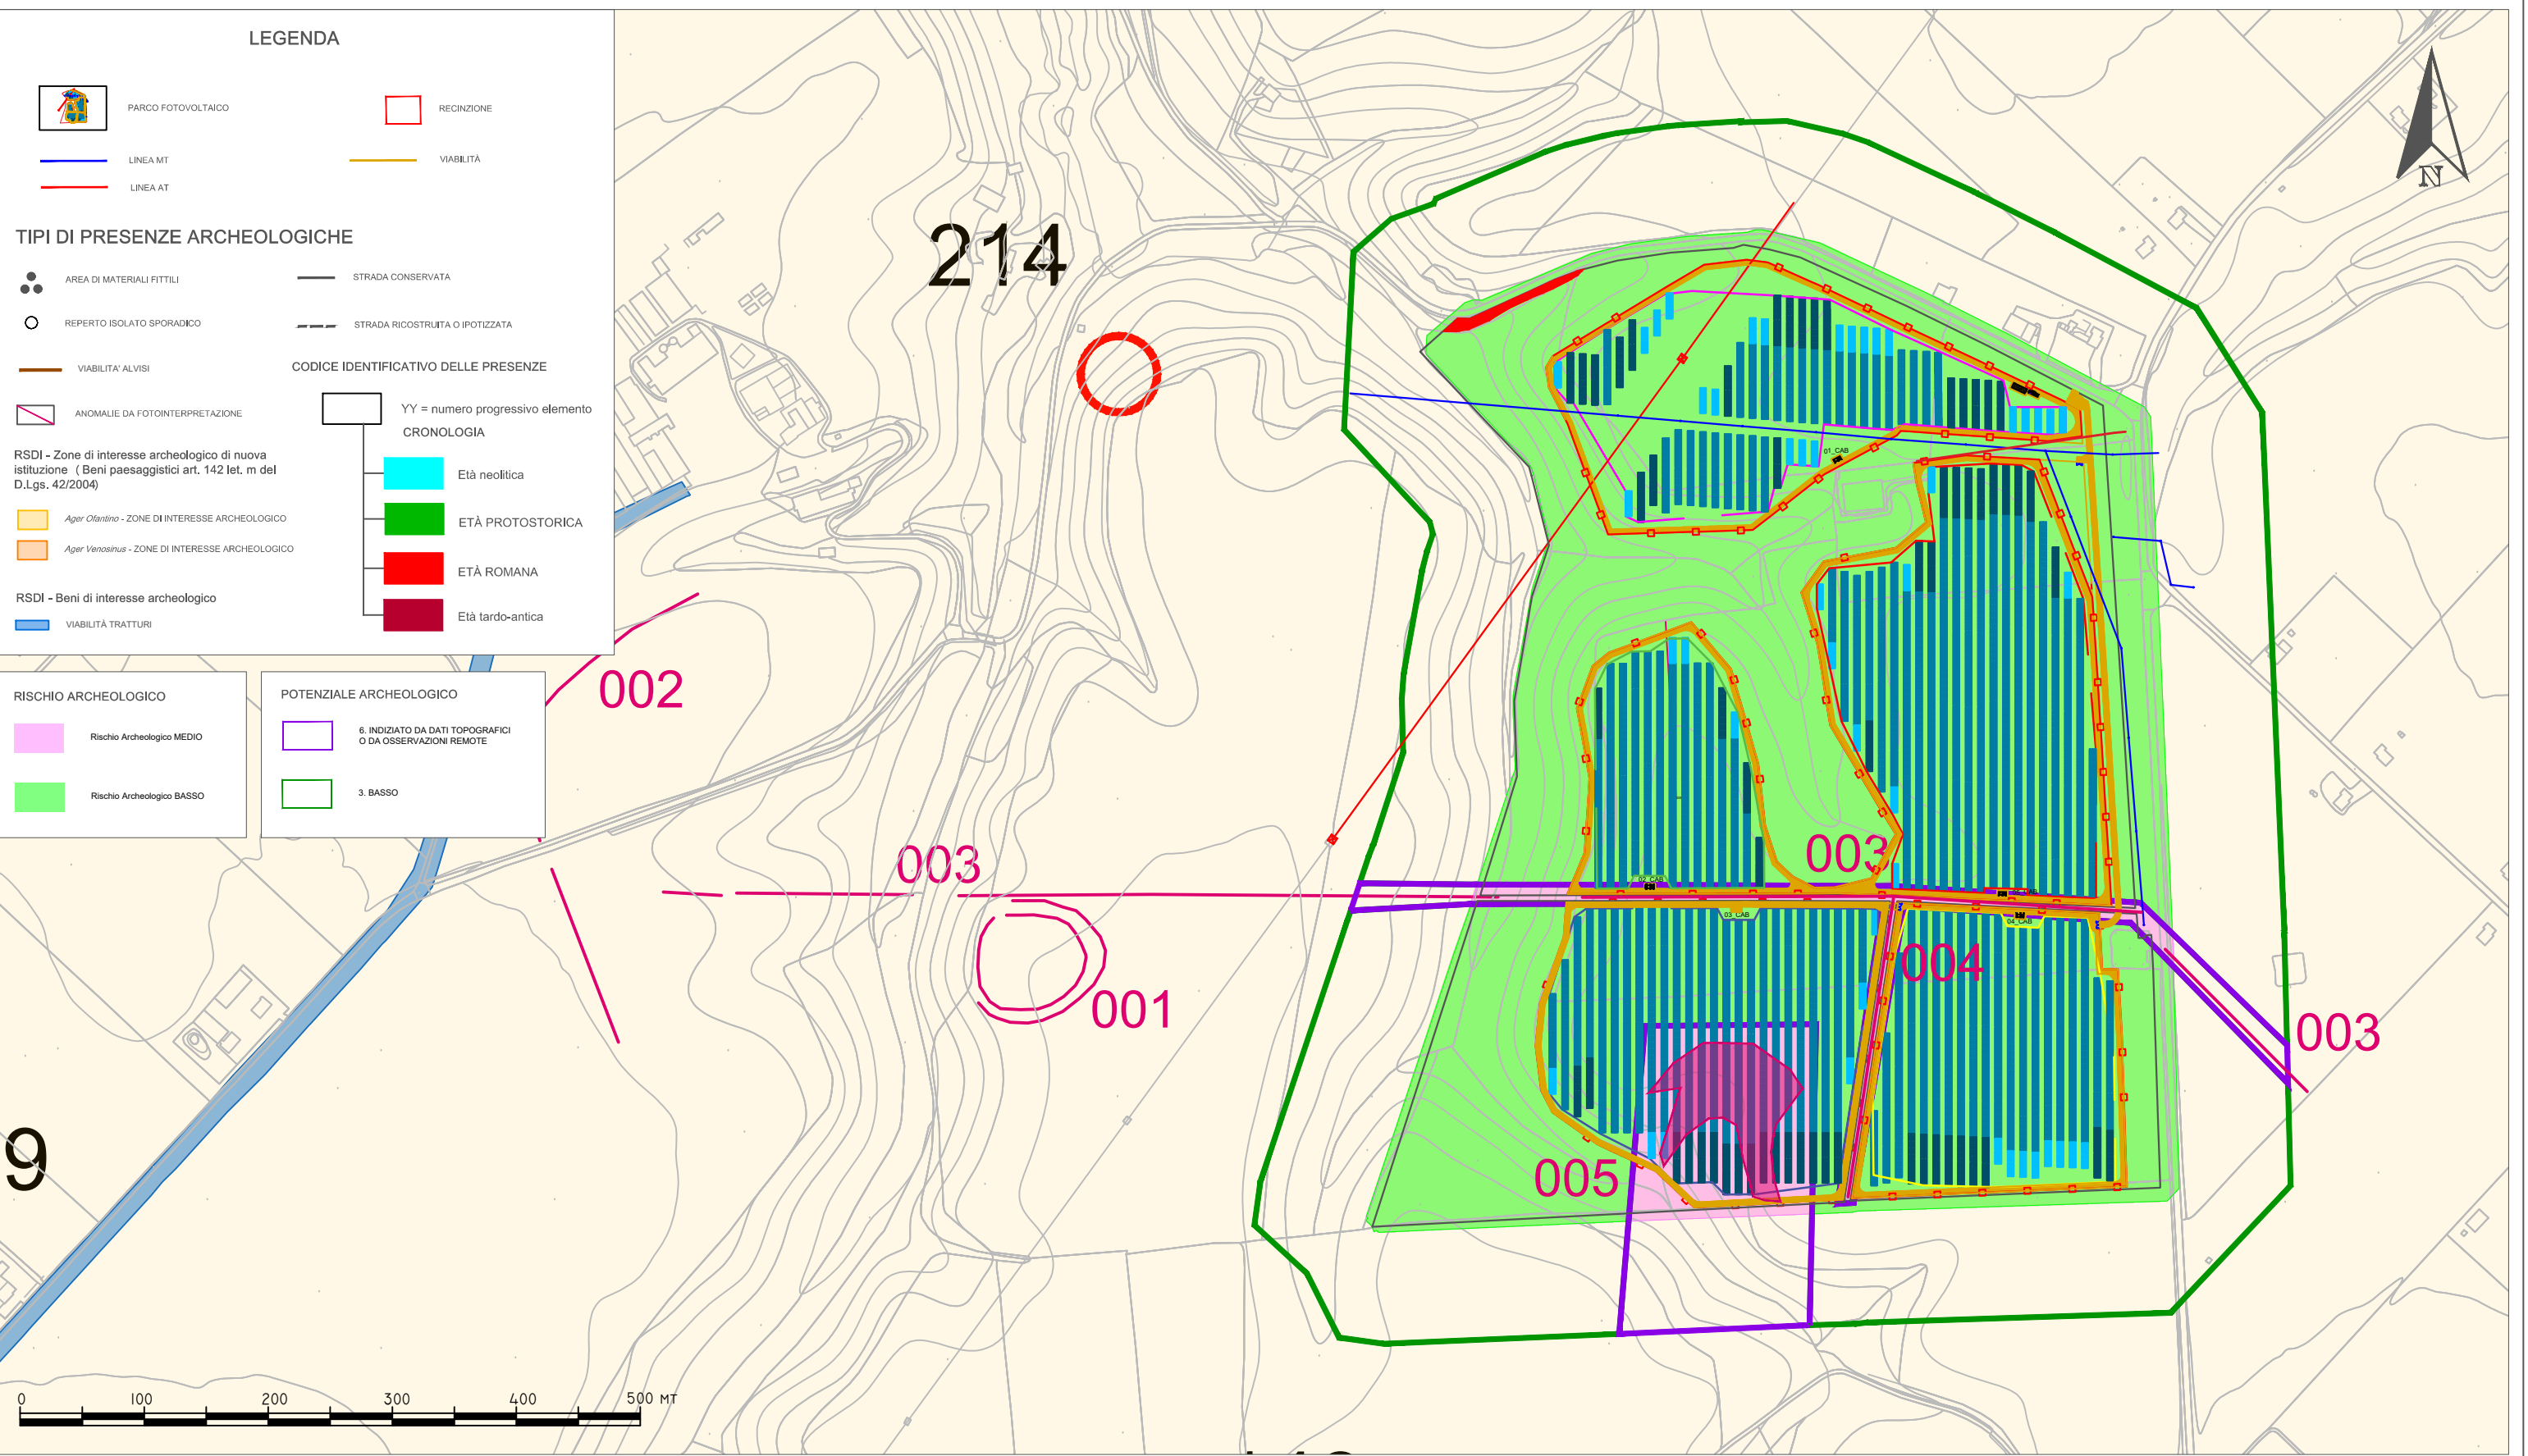 LEGENDA
PARCO FOTOVOLTAICO
RECINZIONE
LINEA MT
VIABILITÀ
LINEA AT
TIPI DI PRESENZE ARCHEOLOGICHE
AREA DI MATERIALI FITTILI
STRADA CONSERVATA
REPERTO ISOLATO SPORADICO
STRADA RICOSTRUITA O IPOTIZZATA
VIABILITA' ALVISI
CODICE IDENTIFICATIVO DELLE PRESENZE
ANOMALIE DA FOTOINTERPRETAZIONE
YY = numero progressivo elemento
CRONOLOGIA
RSDI - Zone di interesse archeologico di nuova
istituzione ( Beni paesaggistici art. 142 let. m del
D.Lgs. 42/2004)
Età neolitica
Ager Ofantino - ZONE DI INTERESSE ARCHEOLOGICO
ETÀ PROTOSTORICA
Ager Venosinus - ZONE DI INTERESSE ARCHEOLOGICO
ETÀ ROMANA
RSDI - Beni di interesse archeologico
Età tardo-antica
VIABILITÀ TRATTURI
RISCHIO ARCHEOLOGICO
Rischio Archeologico MEDIO
Rischio Archeologico BASSO
POTENZIALE ARCHEOLOGICO
6. INDIZIATO DA DATI TOPOGRAFICI
O DA OSSERVAZIONI REMOTE
3. BASSO
214
N
01_CAB
002
003
003
02_CAB
03_CAB
04_CAB
004
001
003
005
9
0 100 200 300 400 500 MT